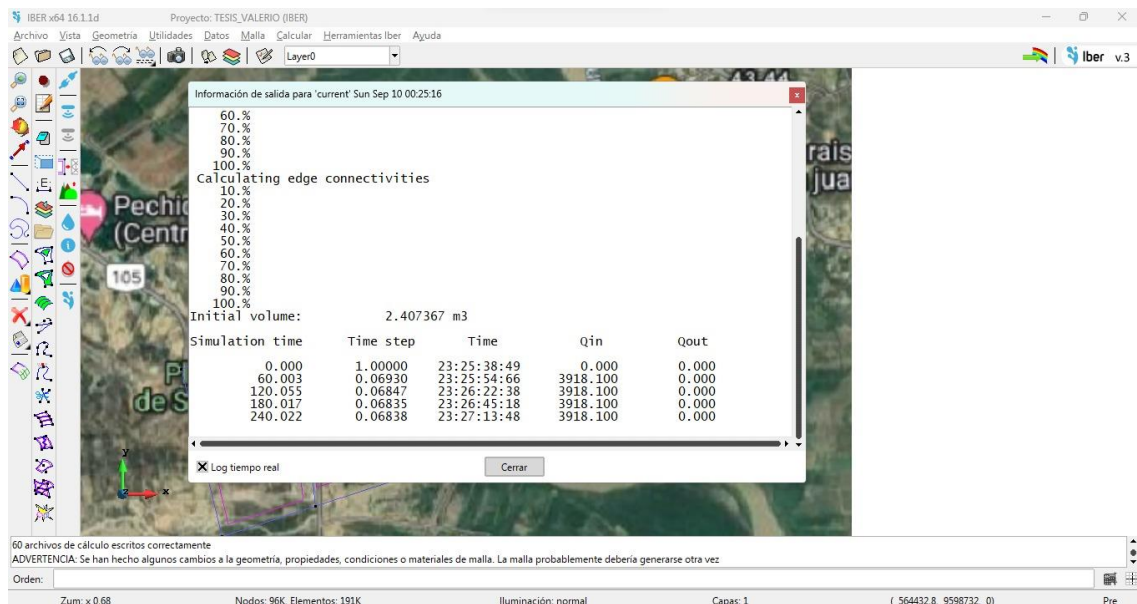 IBER x64 16.1.1d Proyecto: TESIS_VALERIO (IBER)
Archivo Vista Geometría Utilidades Datos Malla Calcular Herramientas Iber Ayuda
Layer0
Iber v.3
Información de salida para 'current' Sun Sep 10 00:25:16
x
60.%
70.%
80.%
90.%
100.%
Calculating edge connectivities
10.%
20.%
30.%
40.%
50.%
60.%
70.%
80.%
90.%
100.%
Initial volume: 2.407367 m3
Simulation time Time step Time Qin Qout
0.000 1.00000 23:25:38:49 0.000 0.000
60.003 0.06930 23:25:54:66 3918.100 0.000
120.055 0.06847 23:26:22:38 3918.100 0.000
180.017 0.06835 23:26:45:18 3918.100 0.000
240.022 0.06838 23:27:13:48 3918.100 0.000
Log tiempo real
Cerrar
rais
jua
Pechic
(Centr
105
de S
y
x
60 archivos de cálculo escritos correctamente
ADVERTENCIA: Se han hecho algunos cambios a la geometría, propiedades, condiciones o materiales de malla. La malla probablemente debería generarse otra vez
Orden:
Zum: x 0.68 Nodos: 96K, Elementos: 191K Iluminación: normal Capas: 1 ( 564432.8, 9598732, 0) Pre